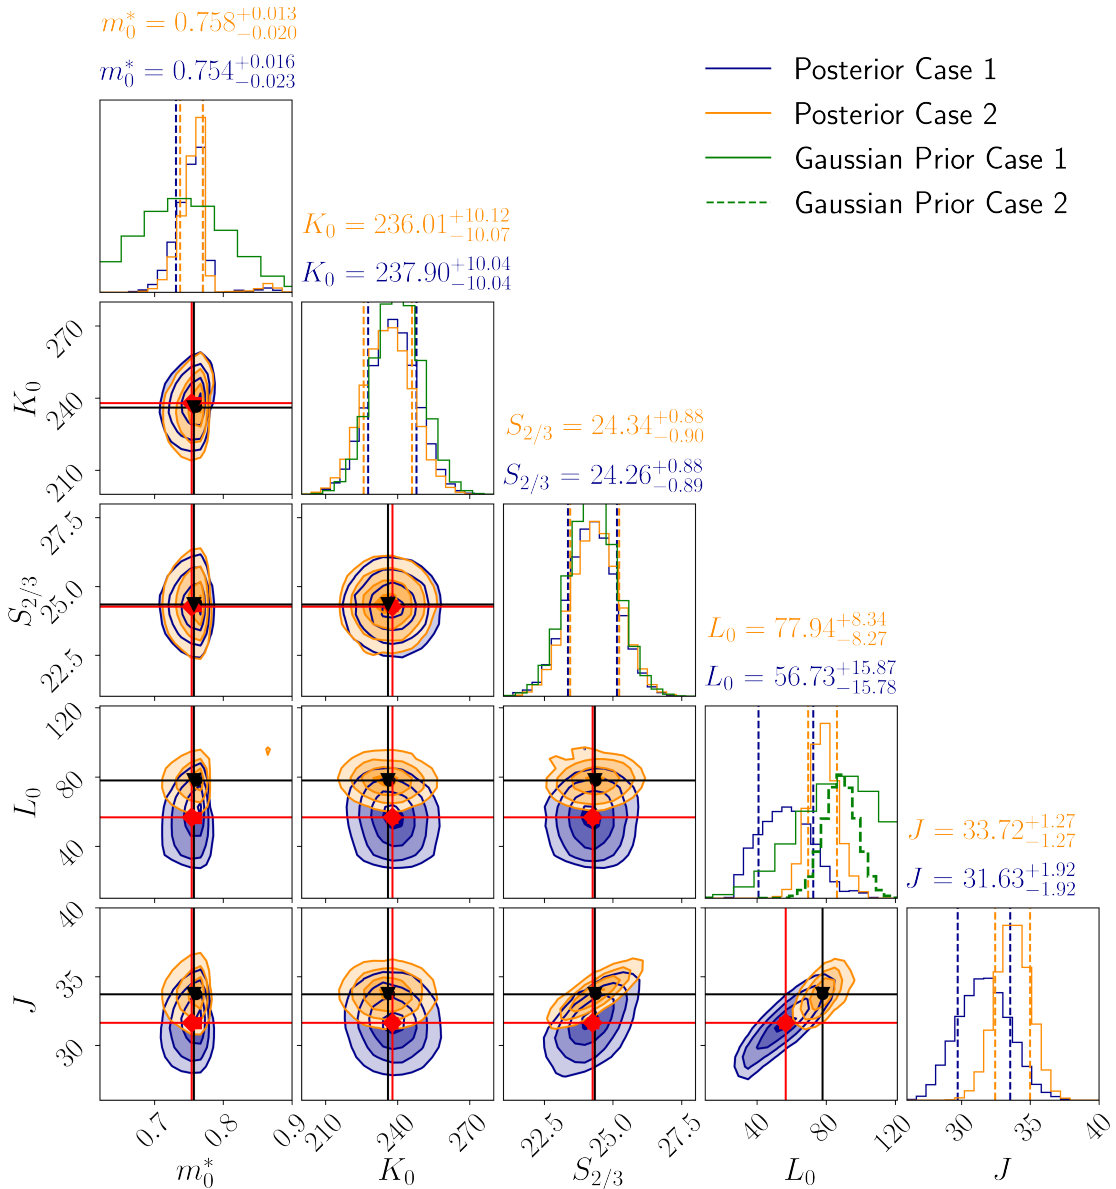 m₀* = 0.758⁺⁰·⁰¹³₋₀.₀₂₀
m₀* = 0.754⁺⁰·⁰¹⁶₋₀.₀₂₃
Posterior Case 1
Posterior Case 2
Gaussian Prior Case 1
Gaussian Prior Case 2
K₀ = 236.01⁺¹⁰·¹²₋₁₀.₀₇
K₀ = 237.90⁺¹⁰·⁰⁴₋₁₀.₀₄
270
240
210
K₀
S₂/₃ = 24.34⁺⁰·⁸⁸₋₀.₉₀
S₂/₃ = 24.26⁺⁰·⁸⁸₋₀.₈₉
27.5
25.0
22.5
S₂/₃
L₀ = 77.94⁺⁸·³⁴₋₈.₂₇
L₀ = 56.73⁺¹⁵·⁸⁷₋₁₅.₇₈
120
80
40
L₀
J = 33.72⁺¹·²⁷₋₁.₂₇
J = 31.63⁺¹·⁹²₋₁.₉₂
40
35
30
J
0.7 0.8 0.9 210 240 270 22.5 25.0 27.5 40 80 120 30 35 40
m₀* K₀ S₂/₃ L₀ J